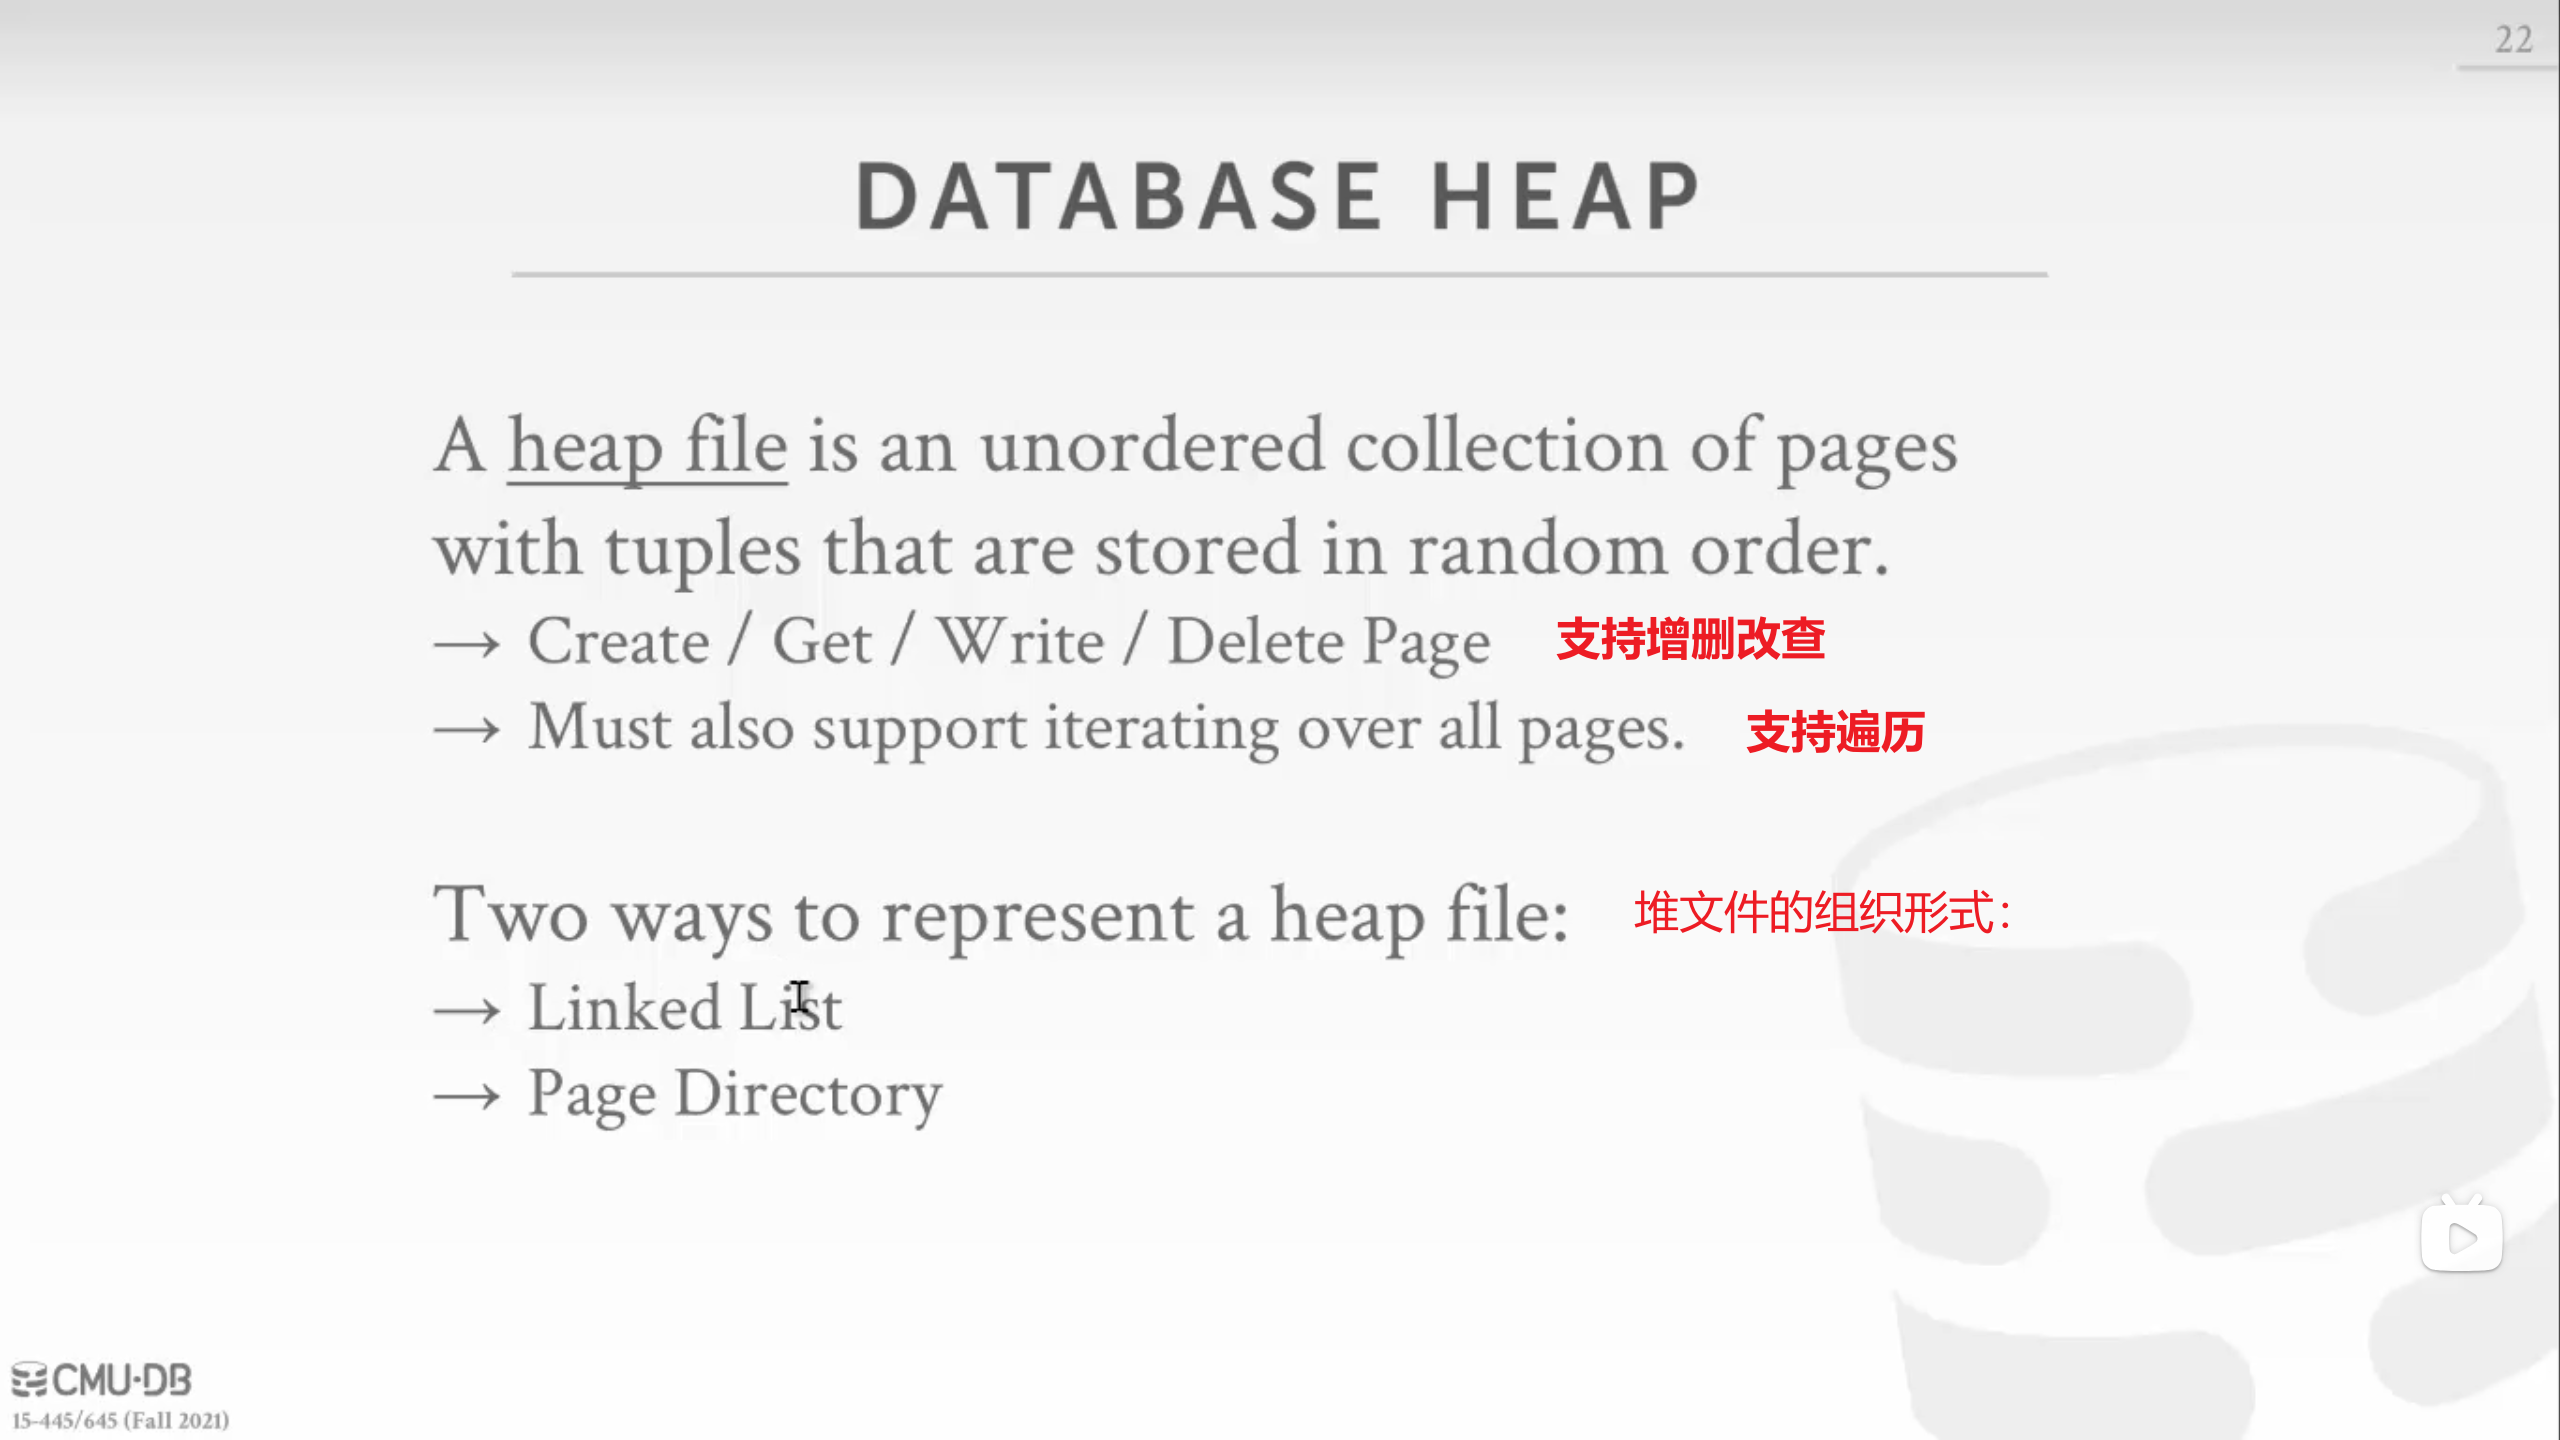 22
DATABASE HEAP
A heap file is an unordered collection of pages
with tuples that are stored in random order.
→ Create / Get / Write / Delete Page 支持增删改查
→ Must also support iterating over all pages. 支持遍历
Two ways to represent a heap file: 堆文件的组织形式：
→ Linked List
→ Page Directory
CMU·DB
15-445/645 (Fall 2021)